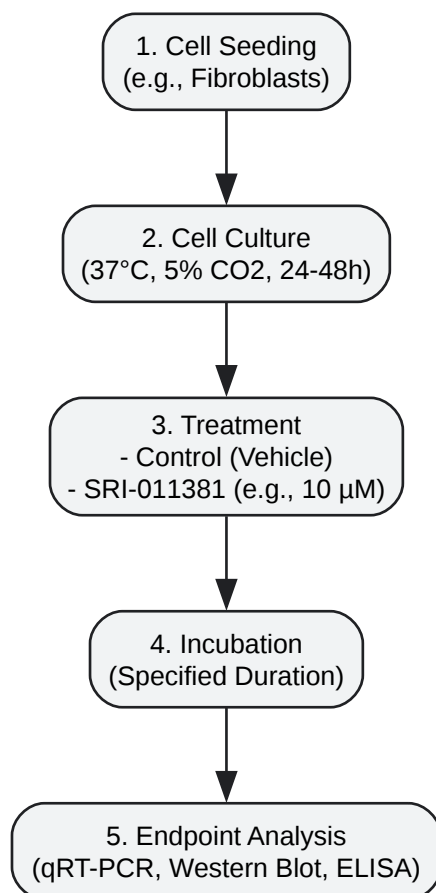 1. Cell Seeding
(e.g., Fibroblasts)
2. Cell Culture
(37°C, 5% CO2, 24-48h)
3. Treatment
- Control (Vehicle)
- SRI-011381 (e.g., 10 µM)
4. Incubation
(Specified Duration)
5. Endpoint Analysis
(qRT-PCR, Western Blot, ELISA)